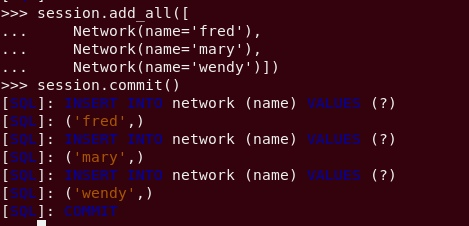 >>> session.add_all([
...     Network(name='fred'),
...     Network(name='mary'),
...     Network(name='wendy')])
>>> session.commit()
[SQL]: INSERT INTO network (name) VALUES (?)
[SQL]: ('fred',)
[SQL]: INSERT INTO network (name) VALUES (?)
[SQL]: ('mary',)
[SQL]: INSERT INTO network (name) VALUES (?)
[SQL]: ('wendy',)
[SQL]: COMMIT